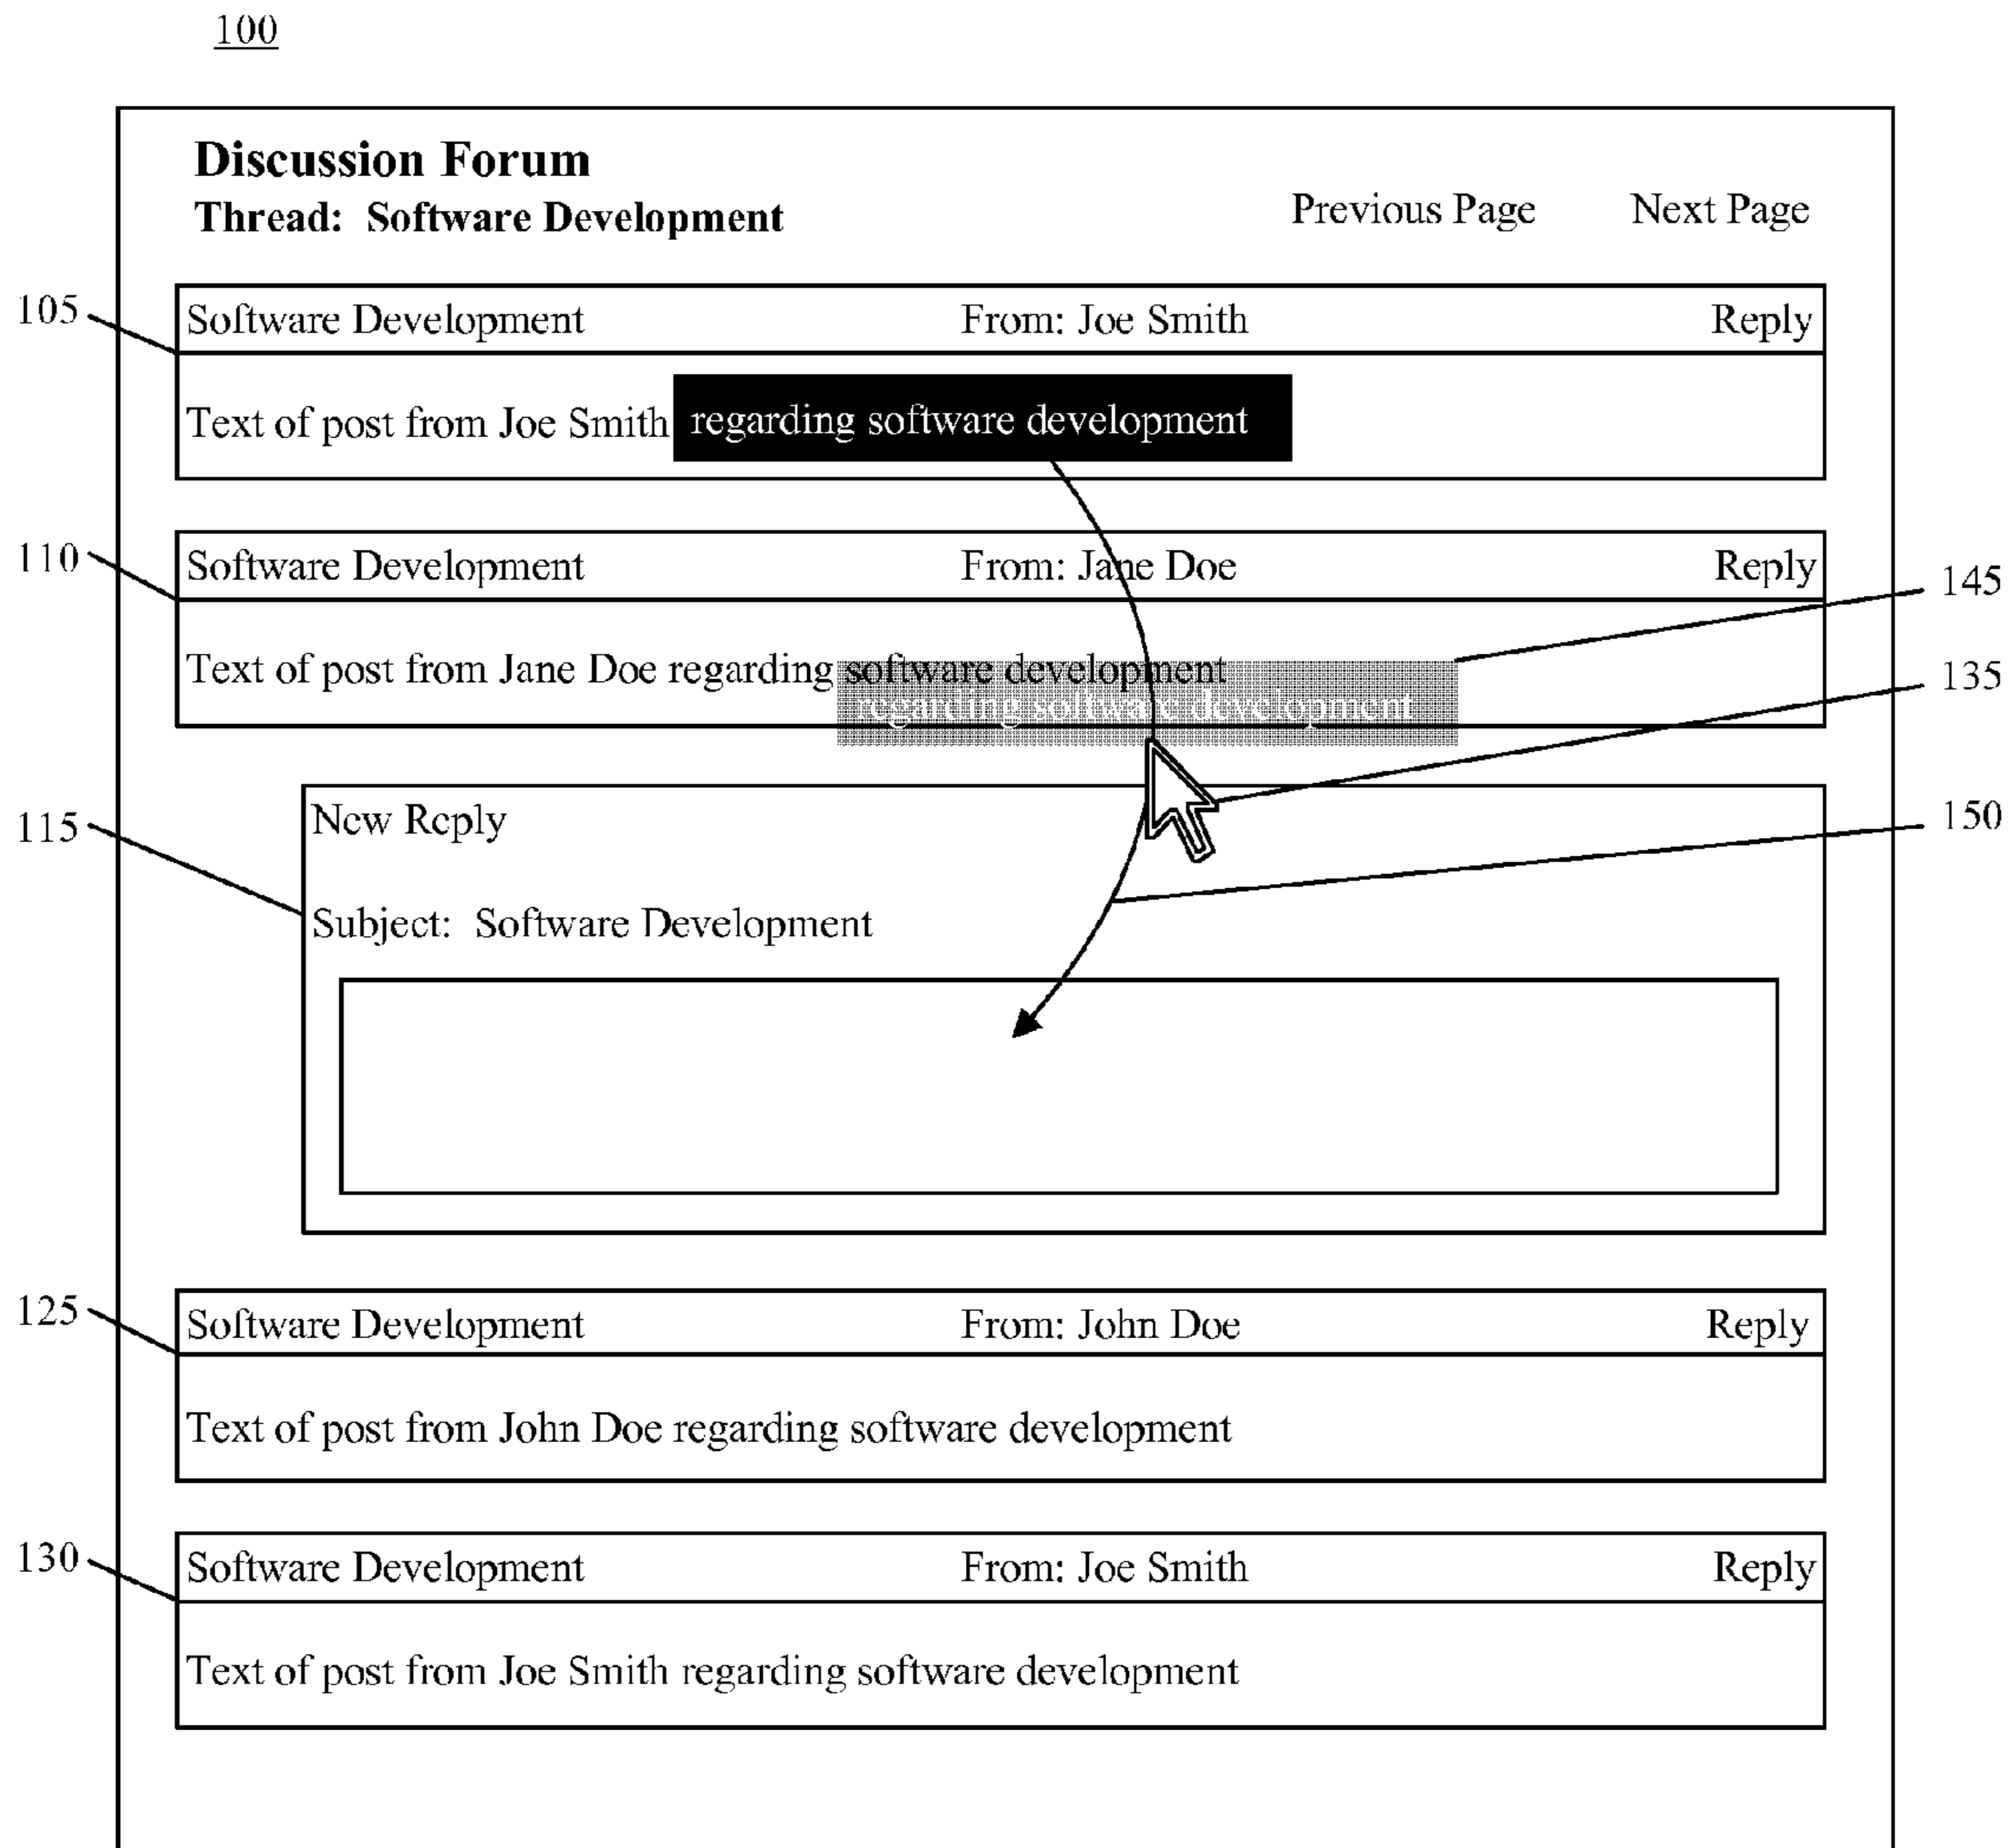 100
Discussion Forum
Thread: Software Development
Previous Page Next Page
105
Software Development From: Joe Smith Reply
Text of post from Joe Smith regarding software development
110
Software Development From: Jane Doe Reply
145
Text of post from Jane Doe regarding software development
regarding software development
135
115
New Reply
150
Subject: Software Development
125
Software Development From: John Doe Reply
Text of post from John Doe regarding software development
130
Software Development From: Joe Smith Reply
Text of post from Joe Smith regarding software development